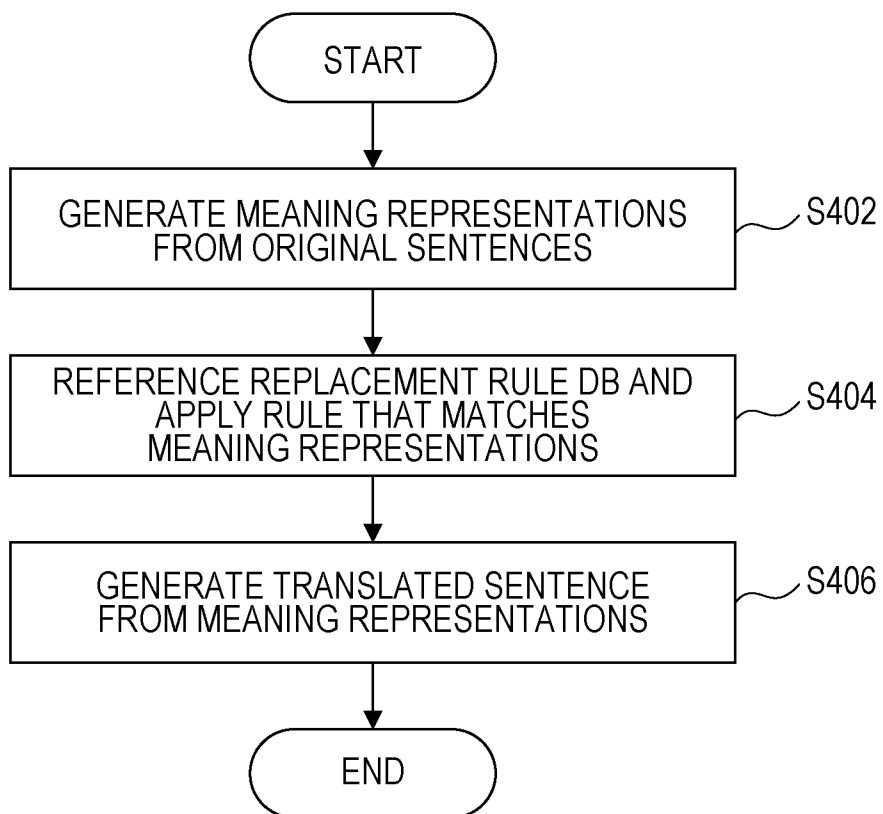 START
GENERATE MEANING REPRESENTATIONS
FROM ORIGINAL SENTENCES
S402
REFERENCE REPLACEMENT RULE DB AND
APPLY RULE THAT MATCHES
MEANING REPRESENTATIONS
S404
GENERATE TRANSLATED SENTENCE
FROM MEANING REPRESENTATIONS
S406
END